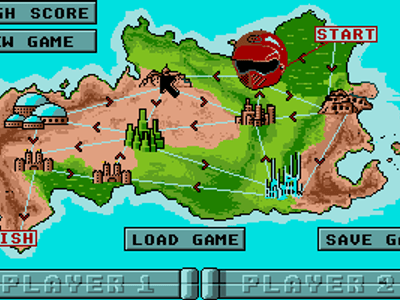 GH SCORE
W GAME
START
ISH
LOAD GAME
SAVE GA
PLAYER 1
PLAYER 2